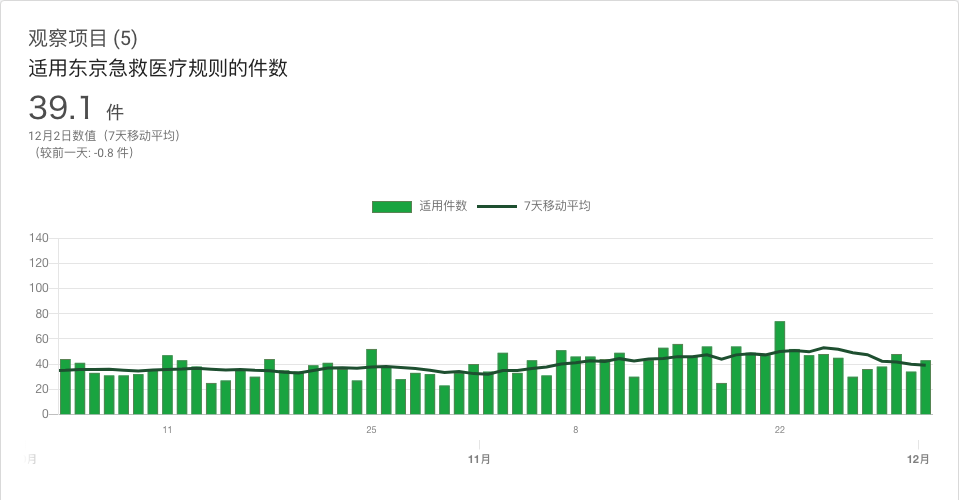 观察项目 (5)
适用东京急救医疗规则的件数
39.1 件
12月2日数值（7天移动平均）
（较前一天: -0.8 件）
适用件数 7天移动平均
140
120
100
80
60
40
20
0
11 25 8 22
月 11月 12月